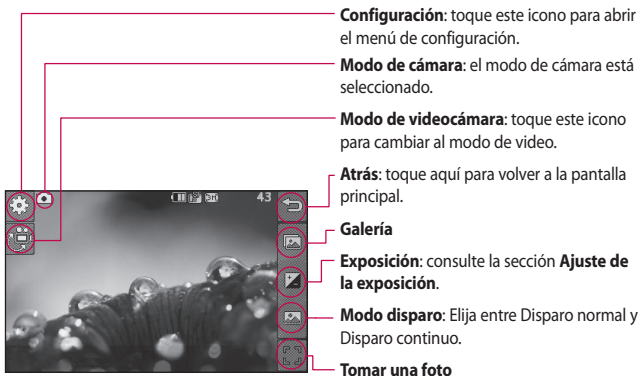 Configuración: toque este icono para abrir
el menú de configuración.
Modo de cámara: el modo de cámara está
seleccionado.
Modo de videocámara: toque este icono
para cambiar al modo de video.
Atrás: toque aquí para volver a la pantalla
principal.
43
Galería
Exposición: consulte la sección Ajuste de
la exposición.
Modo disparo: Elija entre Disparo normal y
Disparo continuo.
Tomar una foto